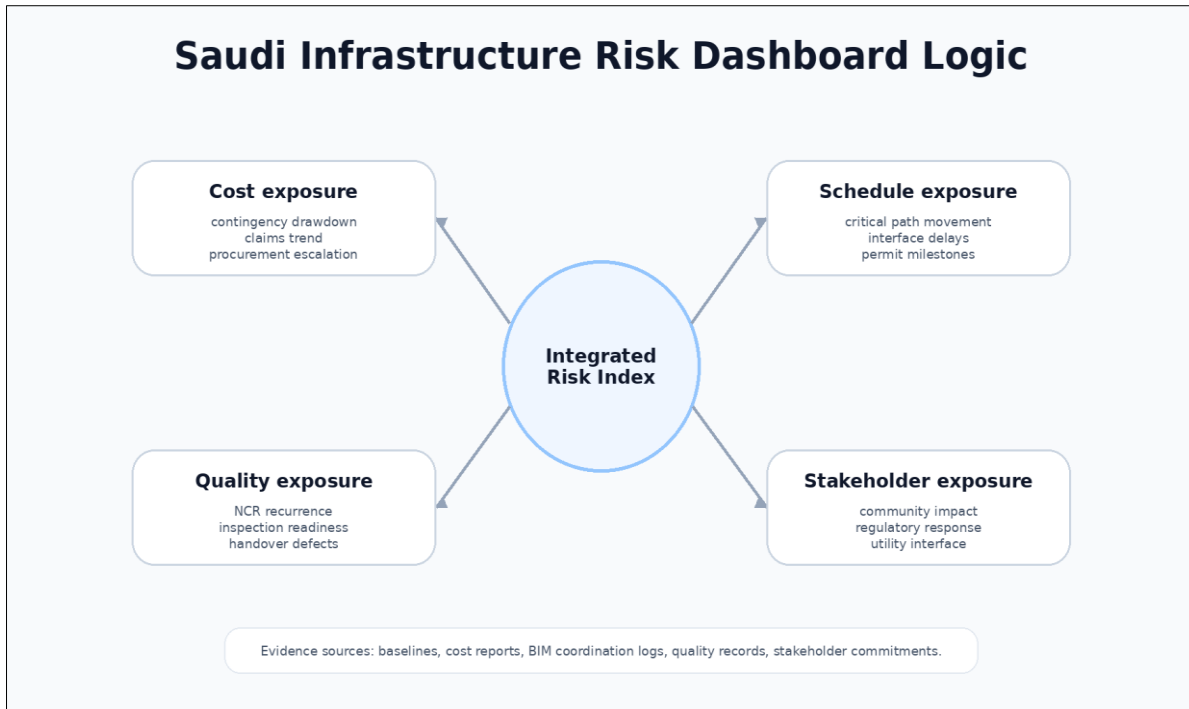 Saudi Infrastructure Risk Dashboard Logic
Cost exposure
contingency drawdown
claims trend
procurement escalation
Schedule exposure
critical path movement
interface delays
permit milestones
Integrated
Risk Index
Quality exposure
NCR recurrence
inspection readiness
handover defects
Stakeholder exposure
community impact
regulatory response
utility interface
Evidence sources: baselines, cost reports, BIM coordination logs, quality records, stakeholder commitments.